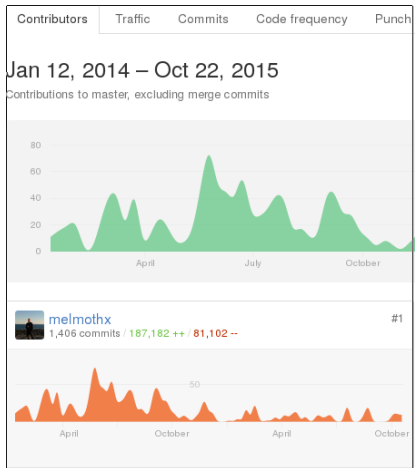 Contributors Traffic Commits Code frequency Punch
Jan 12, 2014 – Oct 22, 2015
Contributions to master, excluding merge commits
80
60
40
20
0
April July October
melmothx #1
1,406 commits / 187,182 ++ / 81,102 --
50
April October April October